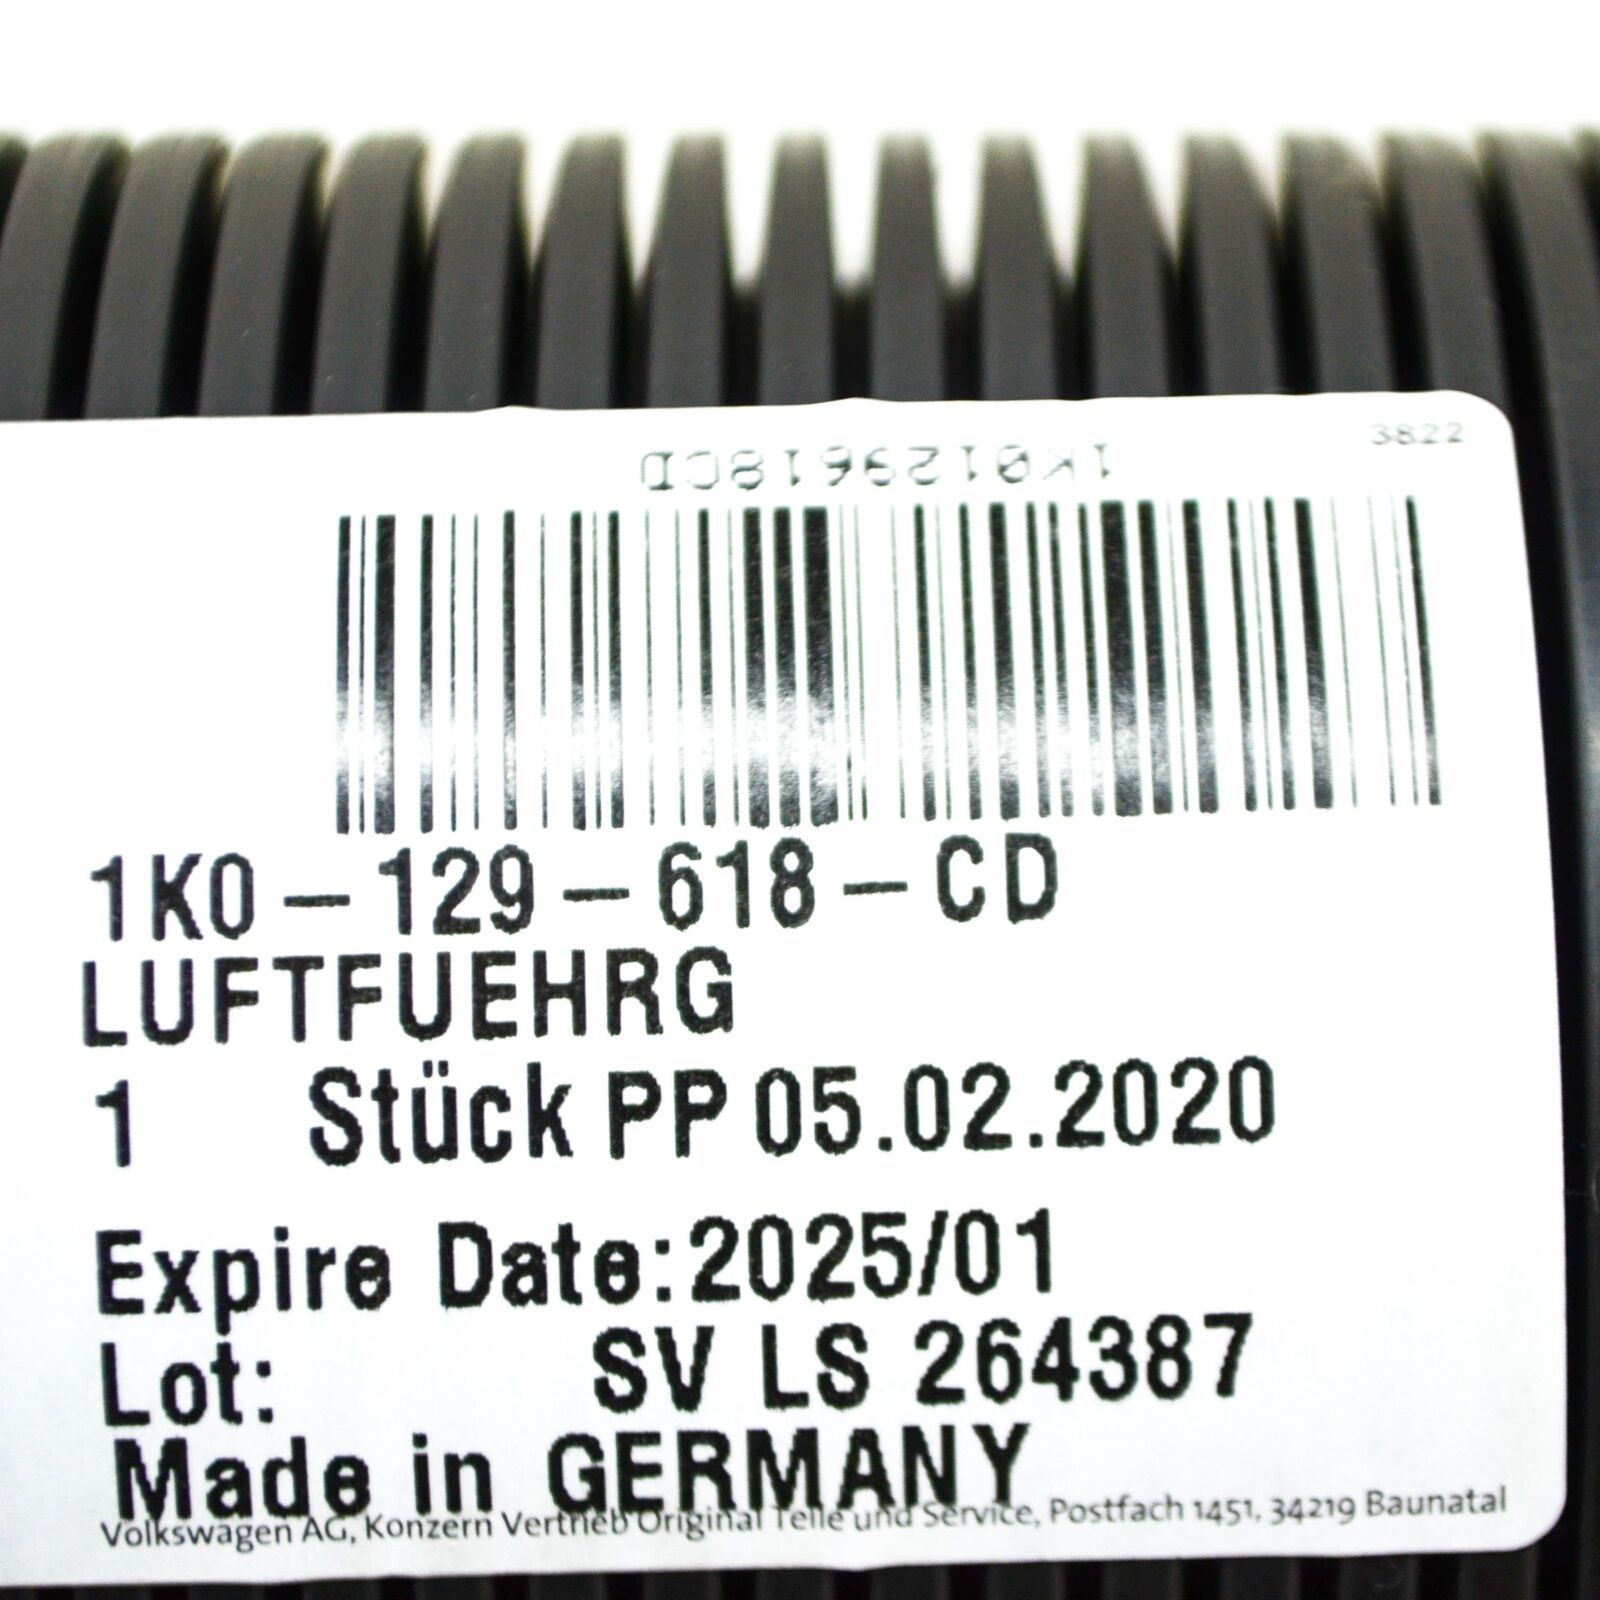 3822
1K0129618CD
1K0-129-618-CD
LUFTFUEHRG
1 Stück PP 05.02.2020
Expire Date: 2025/01
Lot: SV LS 264387
Made in GERMANY
Volkswagen AG, Konzern Vertrieb Original Teile und Service, Postfach 1451, 34219 Baunatal